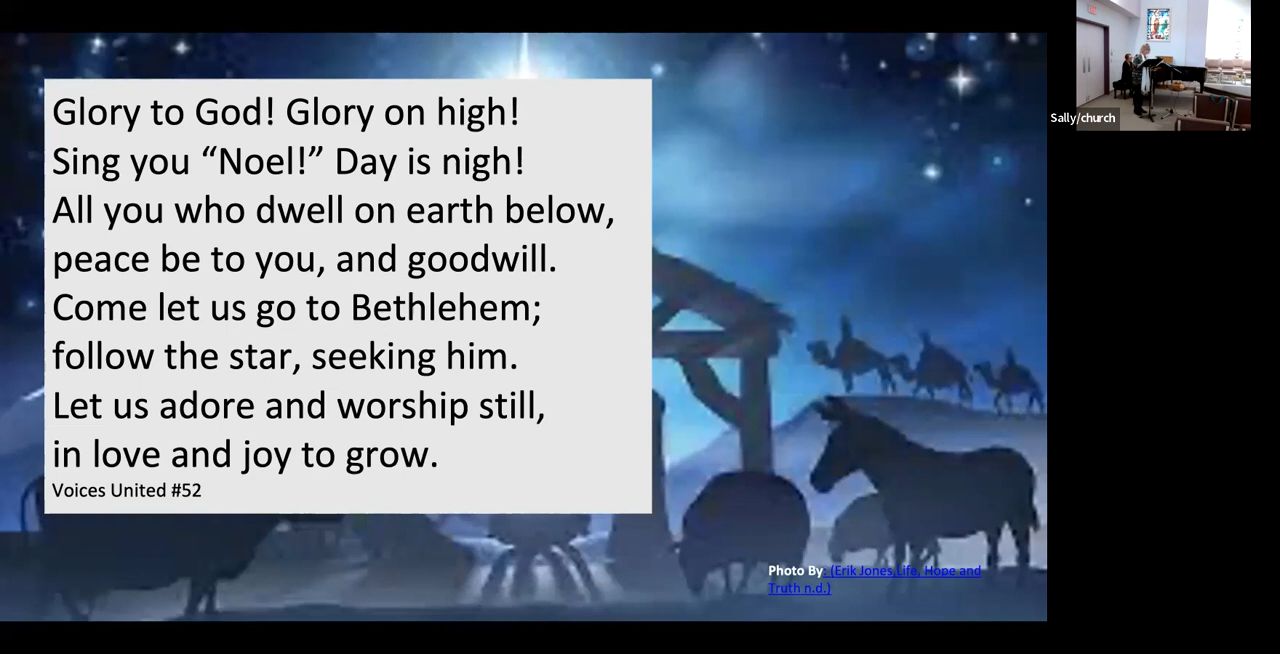 Glory to God! Glory on high!
Sing you “Noel!” Day is nigh!
All you who dwell on earth below,
peace be to you, and goodwill.
Come let us go to Bethlehem;
follow the star, seeking him.
Let us adore and worship still,
in love and joy to grow.
Voices United #52
Photo By: (Erik Jones,Life, Hope and
Truth n.d.)
Sally/church